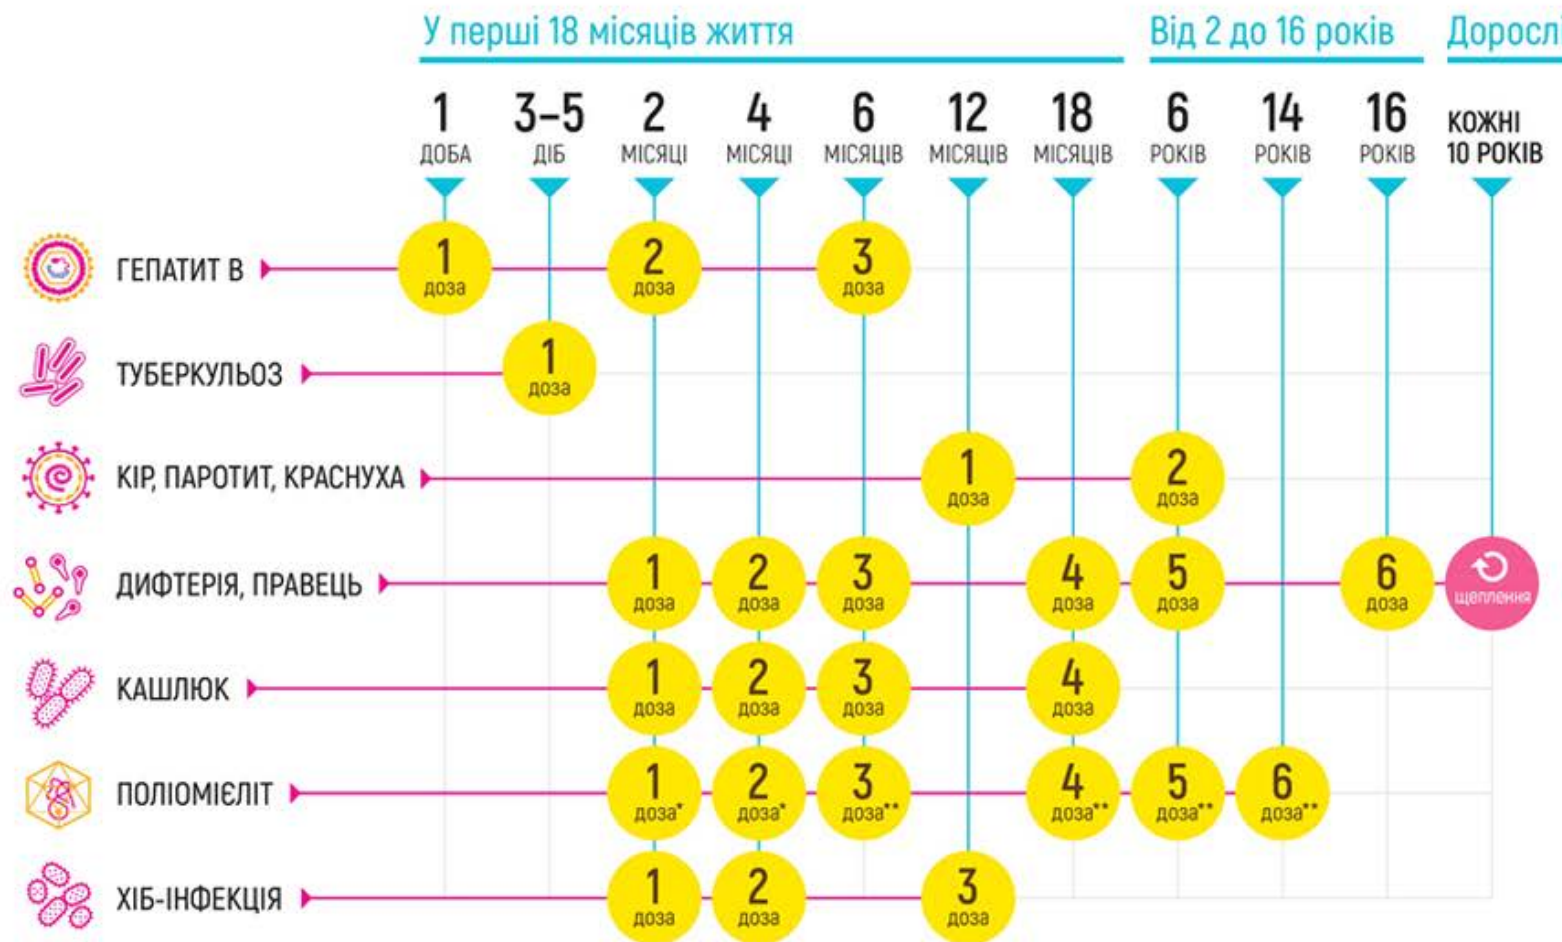 У перші 18 місяців життя
Від 2 до 16 років
Дорослі
1 ДОБА
3–5 ДІБ
2 МІСЯЦІ
4 МІСЯЦІ
6 МІСЯЦІВ
12 МІСЯЦІВ
18 МІСЯЦІВ
6 РОКІВ
14 РОКІВ
16 РОКІВ
КОЖНІ
10 РОКІВ
ГЕПАТИТ В
1 доза
2 доза
3 доза
ТУБЕРКУЛЬОЗ
1 доза
КІР, ПАРОТИТ, КРАСНУХА
1 доза
2 доза
ДИФТЕРІЯ, ПРАВЕЦЬ
1 доза
2 доза
3 доза
4 доза
5 доза
6 доза
щеплення
КАШЛЮК
1 доза
2 доза
3 доза
4 доза
ПОЛІОМІЄЛІТ
1 доза*
2 доза*
3 доза**
4 доза**
5 доза**
6 доза**
ХІБ-ІНФЕКЦІЯ
1 доза
2 доза
3 доза